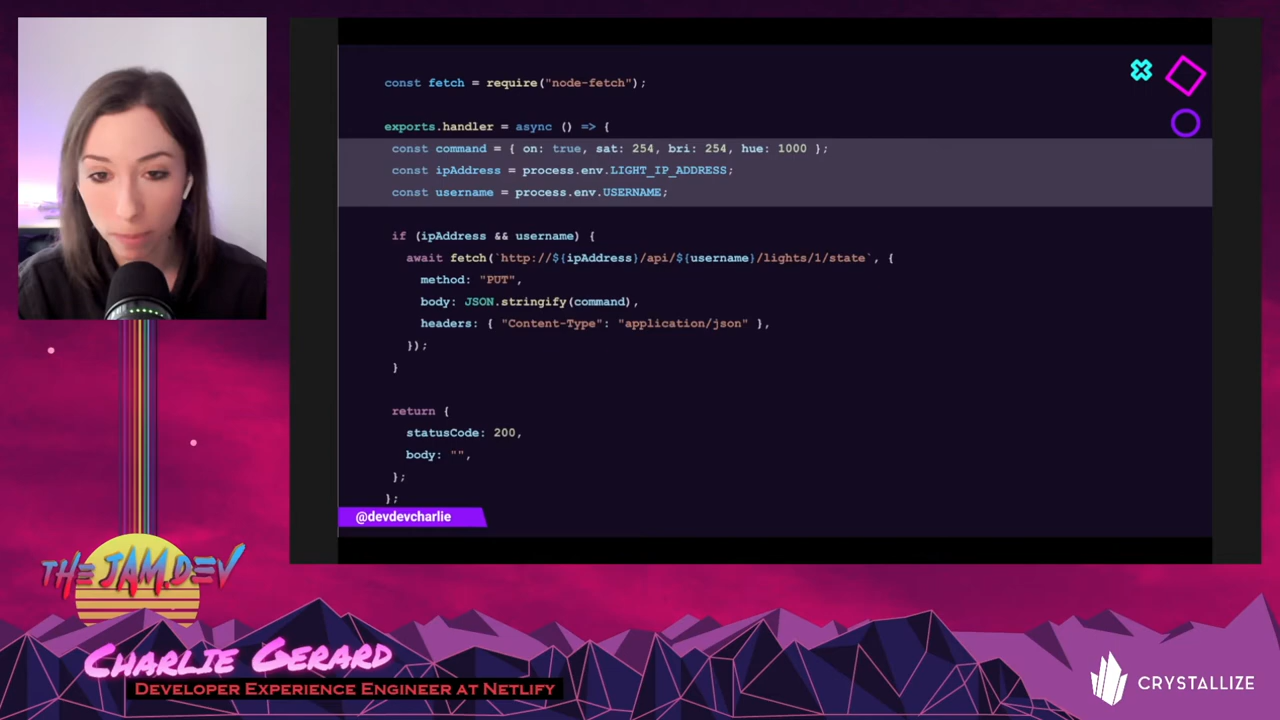 const fetch = require("node-fetch");
exports.handler = async () => {
const command = { on: true, sat: 254, bri: 254, hue: 1000 };
const ipAddress = process.env.LIGHT_IP_ADDRESS;
const username = process.env.USERNAME;
if (ipAddress && username) {
await fetch(`http://${ipAddress}/api/${username}/lights/1/state`, {
method: "PUT",
body: JSON.stringify(command),
headers: { "Content-Type": "application/json" },
});
}
return {
statusCode: 200,
body: "",
};
};
@devdevcharlie
THE JAM.DEV
CHARLIE GERARD
DEVELOPER EXPERIENCE ENGINEER AT NETLIFY
CRYSTALLIZE